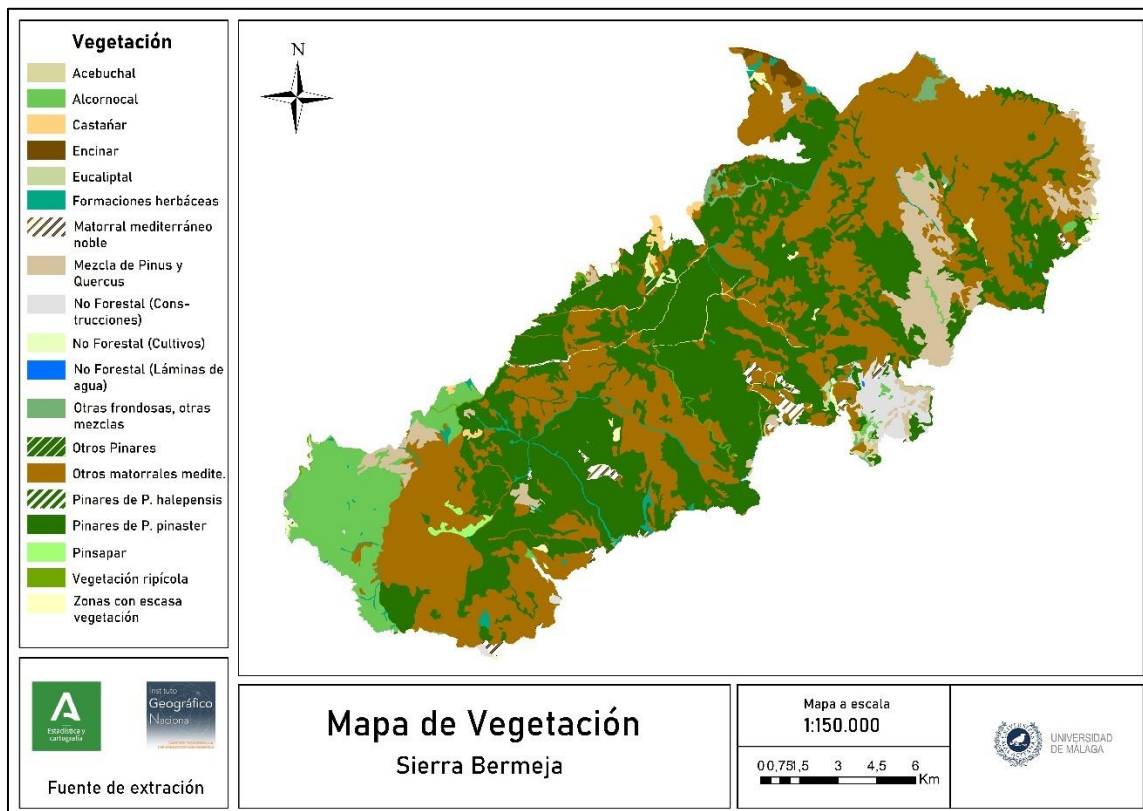 Vegetación
Acebuchal
Alcornocal
Castañar
Encinar
Eucaliptal
Formaciones herbáceas
Matorral mediterráneo
noble
Mezcla de Pinus y
Quercus
No Forestal (Cons-
trucciones)
No Forestal (Cultivos)
No Forestal (Láminas de
agua)
Otras frondosas, otras
mezclas
Otros Pinares
Otros matorrales medite.
Pinares de P. halepensis
Pinares de P. pinaster
Pinsapar
Vegetación ripícola
Zonas con escasa
vegetación
N
A
Estadística y
cartografía
Instituto
Geográfico
Nacional
Fuente de extracción
Mapa de Vegetación
Sierra Bermeja
Mapa a escala
1:150.000
0 0,75 1,5 3 4,5 6
Km
UNIVERSIDAD
DE MÁLAGA